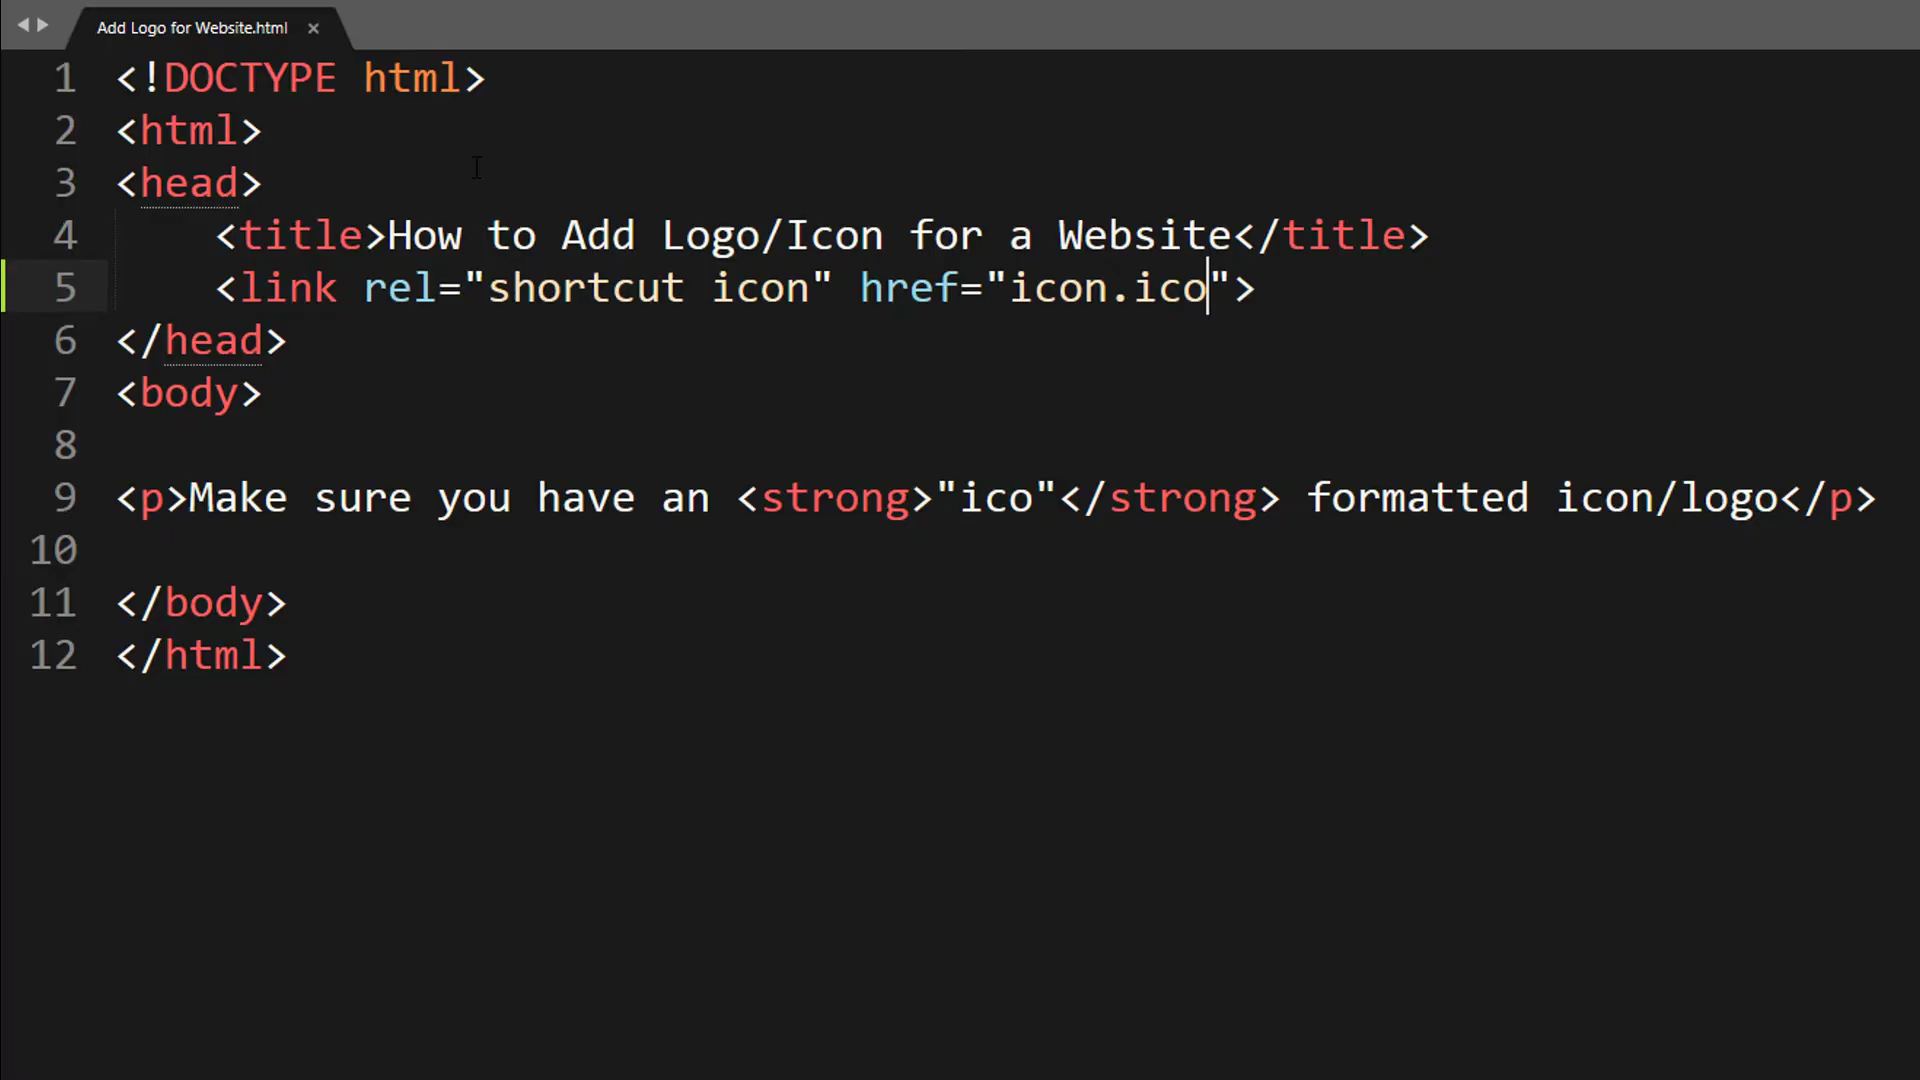 Add Logo for Website.html ×
1 <!DOCTYPE html>
2 <html>
3 <head>
4 <title>How to Add Logo/Icon for a Website</title>
5 <link rel="shortcut icon" href="icon.ico">
6 </head>
7 <body>
8
9 <p>Make sure you have an <strong>"ico"</strong> formatted icon/logo</p>
10
11 </body>
12 </html>